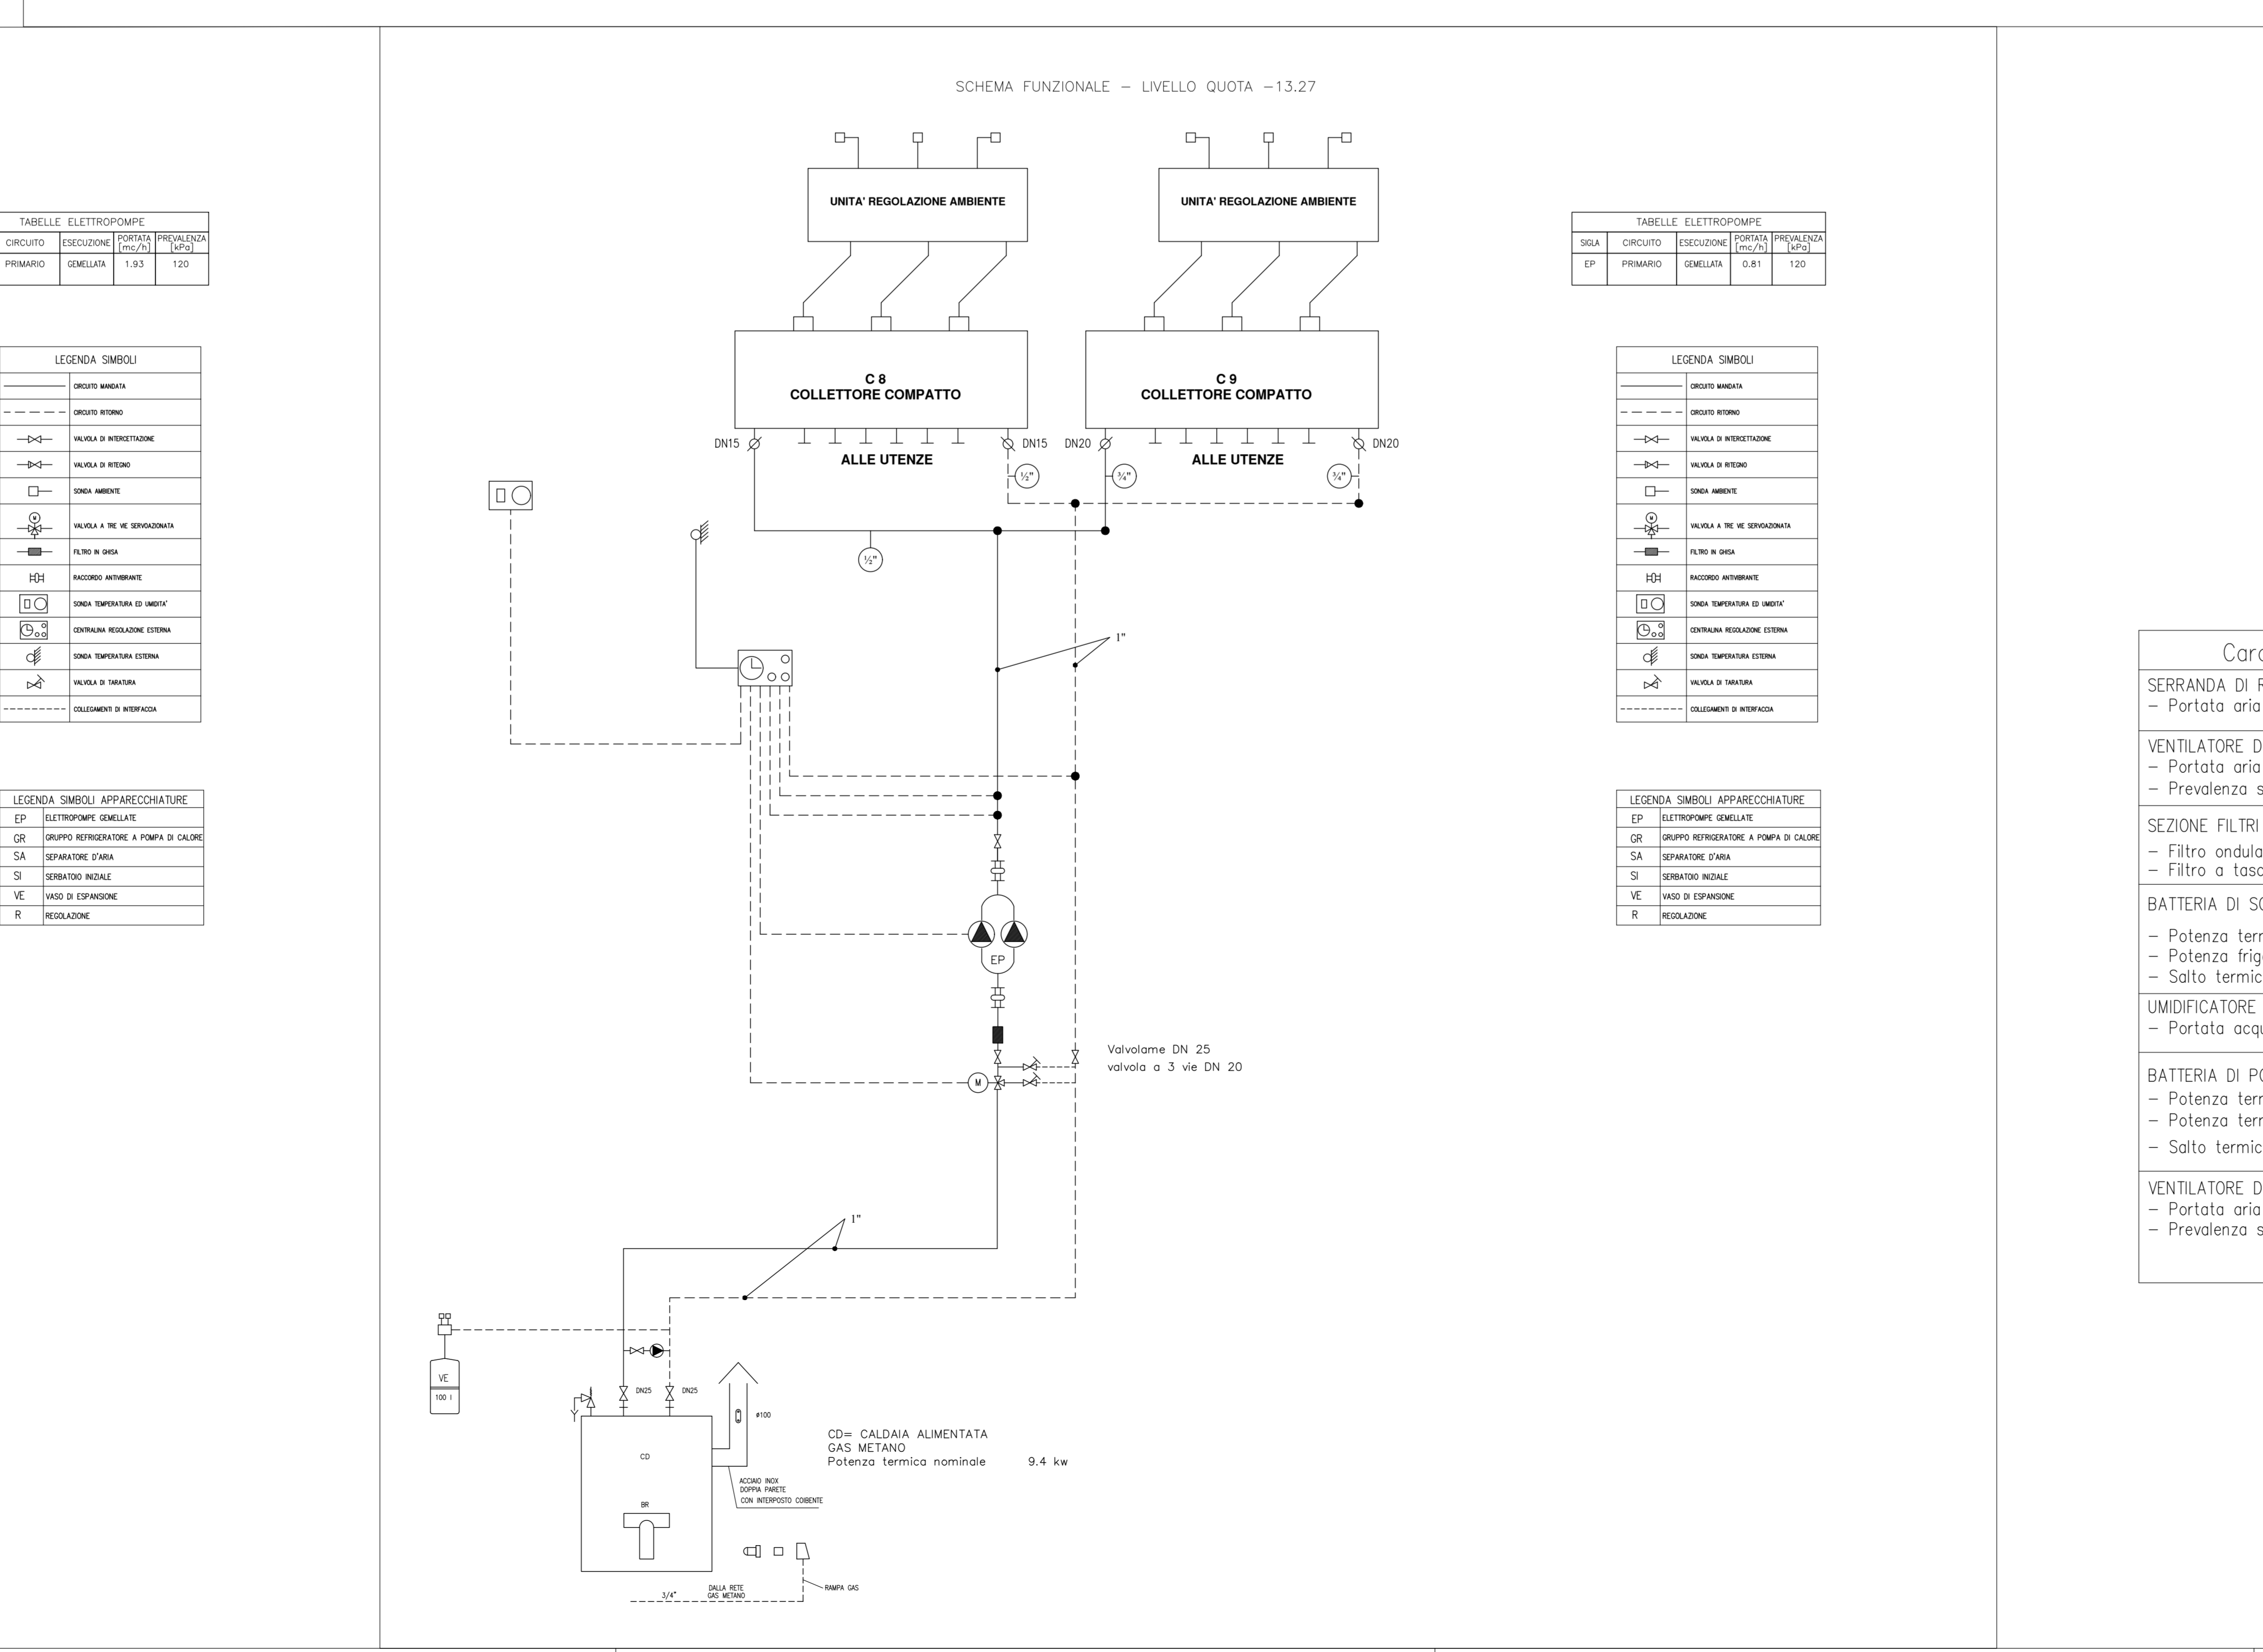 SCHEMA FUNZIONALE - LIVELLO QUOTA -13.27
TABELLE ELETTROPOMPE
CIRCUITO ESECUZIONE PORTATA [mc/h] PREVALENZA [kPa]
PRIMARIO GEMELLATA 1.93 120
LEGENDA SIMBOLI
CIRCUITO MANDATA
CIRCUITO RITORNO
VALVOLA DI INTERCETTAZIONE
VALVOLA DI RITEGNO
SONDA AMBIENTE
M
VALVOLA A TRE VIE SERVOAZIONATA
FILTRO IN GHISA
RACCORDO ANTIVIBRANTE
SONDA TEMPERATURA ED UMIDITA'
CENTRALINA REGOLAZIONE ESTERNA
SONDA TEMPERATURA ESTERNA
VALVOLA DI TARATURA
COLLEGAMENTI DI INTERFACCIA
LEGENDA SIMBOLI APPARECCHIATURE
EP ELETTROPOMPE GEMELLATE
GR GRUPPO REFRIGERATORE A POMPA DI CALORE
SA SEPARATORE D'ARIA
SI SERBATOIO INIZIALE
VE VASO DI ESPANSIONE
R REGOLAZIONE
UNITA' REGOLAZIONE AMBIENTE
UNITA' REGOLAZIONE AMBIENTE
C 8
COLLETTORE COMPATTO
C 9
COLLETTORE COMPATTO
DN15
DN15
DN20
DN20
ALLE UTENZE
ALLE UTENZE
½"
¾"
¾"
½"
1"
EP
M
Valvolame DN 25
valvola a 3 vie DN 20
1"
VE
100 l
DN25
DN25
ø100
CD
BR
CD= CALDAIA ALIMENTATA
GAS METANO
Potenza termica nominale 9.4 kw
ACCIAIO INOX
DOPPIA PARETE
CON INTERPOSTO COIBENTE
RAMPA GAS
3/4"
DALLA RETE
GAS METANO
TABELLE ELETTROPOMPE
SIGLA CIRCUITO ESECUZIONE PORTATA [mc/h] PREVALENZA [kPa]
EP PRIMARIO GEMELLATA 0.81 120
LEGENDA SIMBOLI
CIRCUITO MANDATA
CIRCUITO RITORNO
VALVOLA DI INTERCETTAZIONE
VALVOLA DI RITEGNO
SONDA AMBIENTE
M
VALVOLA A TRE VIE SERVOAZIONATA
FILTRO IN GHISA
RACCORDO ANTIVIBRANTE
SONDA TEMPERATURA ED UMIDITA'
CENTRALINA REGOLAZIONE ESTERNA
SONDA TEMPERATURA ESTERNA
VALVOLA DI TARATURA
COLLEGAMENTI DI INTERFACCIA
LEGENDA SIMBOLI APPARECCHIATURE
EP ELETTROPOMPE GEMELLATE
GR GRUPPO REFRIGERATORE A POMPA DI CALORE
SA SEPARATORE D'ARIA
SI SERBATOIO INIZIALE
VE VASO DI ESPANSIONE
R REGOLAZIONE
SERRANDA DI
- Portata aria
VENTILATORE
- Portata aria
- Prevalenza
SEZIONE FILTRI
- Filtro
- Filtro a
BATTERIA DI
- Potenza
- Potenza
- Salto
UMIDIFICATORE
- Portata
BATTERIA DI
- Potenza
- Potenza
- Salto
VENTILATORE
- Portata aria
- Prevalenza